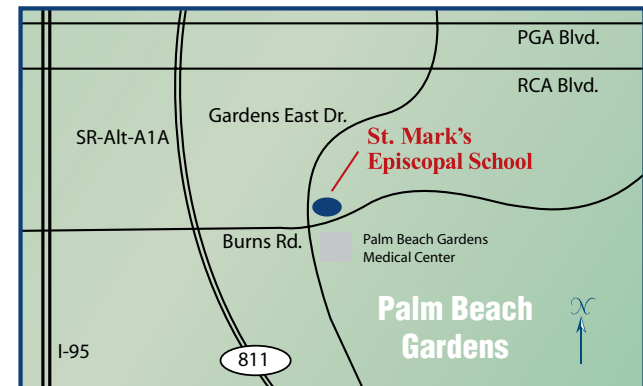 PGA Blvd.
RCA Blvd.
Gardens East Dr.
SR-Alt-A1A
St. Mark's
Episcopal School
Burns Rd.
Palm Beach Gardens
Medical Center
Palm Beach
Gardens
N
I-95
811